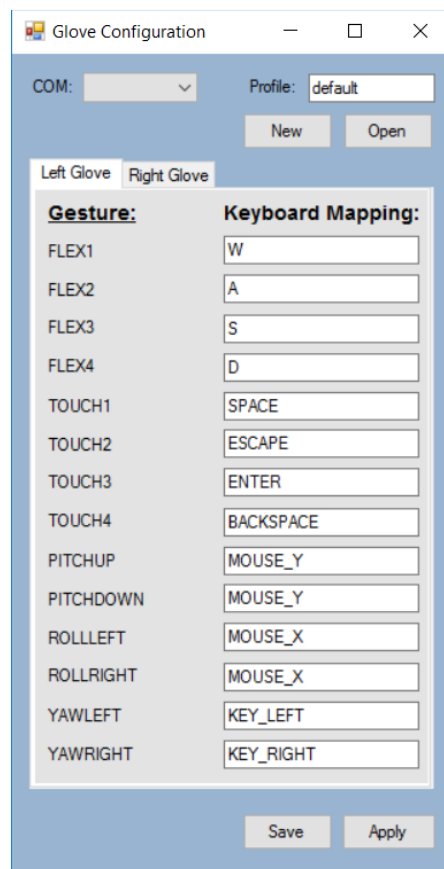 Glove Configuration
COM: Profile: default
New Open
Left Glove Right Glove
Gesture: Keyboard Mapping:
FLEX1 W
FLEX2 A
FLEX3 S
FLEX4 D
TOUCH1 SPACE
TOUCH2 ESCAPE
TOUCH3 ENTER
TOUCH4 BACKSPACE
PITCHUP MOUSE_Y
PITCHDOWN MOUSE_Y
ROLLLEFT MOUSE_X
ROLLRIGHT MOUSE_X
YAWLEFT KEY_LEFT
YAWRIGHT KEY_RIGHT
Save Apply